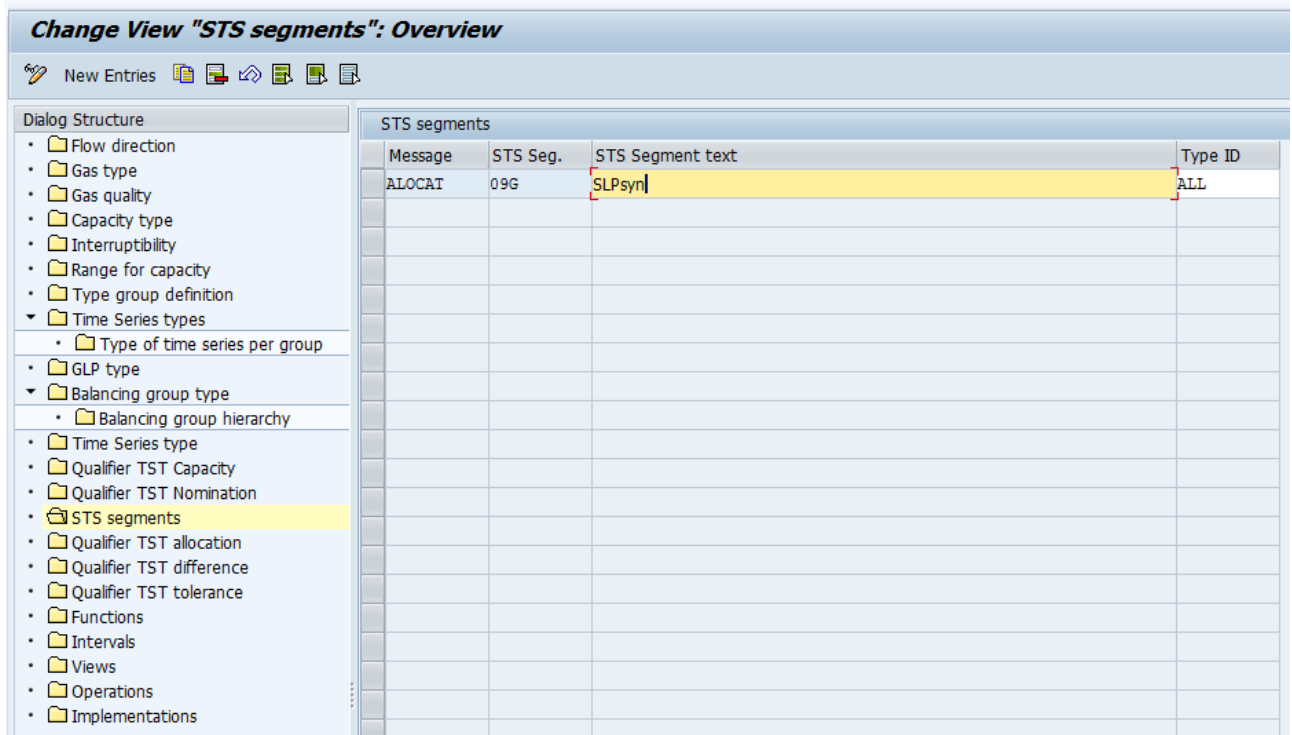 Change View "STS segments": Overview
New Entries
Dialog Structure
Flow direction
Gas type
Gas quality
Capacity type
Interruptibility
Range for capacity
Type group definition
Time Series types
Type of time series per group
GLP type
Balancing group type
Balancing group hierarchy
Time Series type
Qualifier TST Capacity
Qualifier TST Nomination
STS segments
Qualifier TST allocation
Qualifier TST difference
Qualifier TST tolerance
Functions
Intervals
Views
Operations
Implementations
STS segments
Message STS Seg. STS Segment text Type ID
ALOCAT 09G SLPsyn ALL